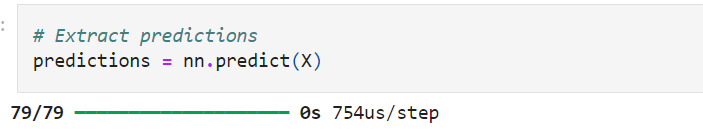 :
# Extract predictions
predictions = nn.predict(X)
79/79 ━━━━━━━━━━━━━━━━━━━━ 0s 754us/step